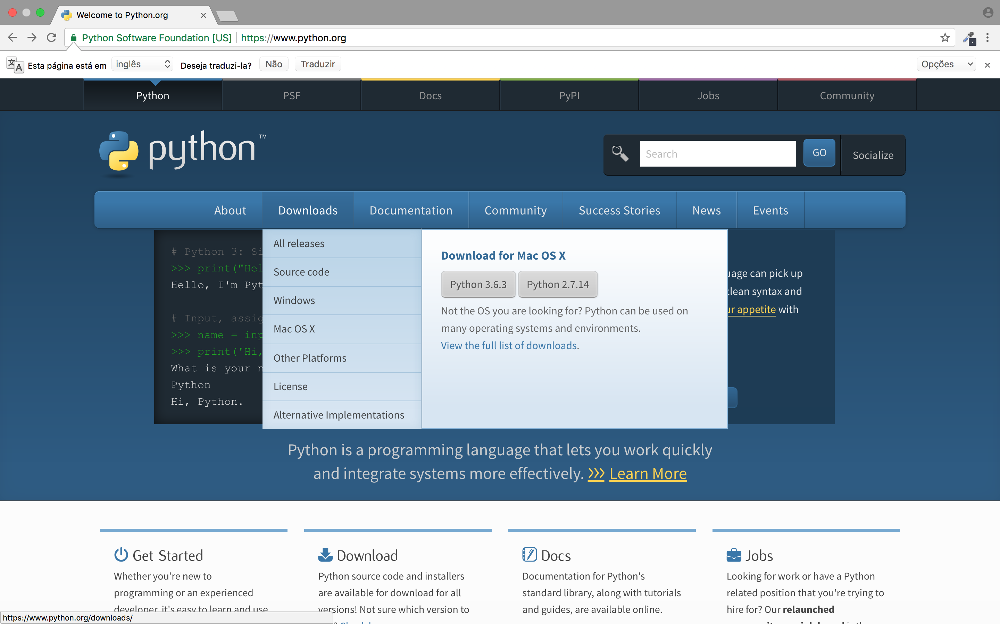 Welcome to Python.org
Python Software Foundation [US] https://www.python.org
Esta página está em inglês Deseja traduzi-la? Não Traduzir Opções
Python PSF Docs PyPI Jobs Community
python TM
Search GO Socialize
About Downloads Documentation Community Success Stories News Events
# Python 3:
>>> print("Hel
Hello, I'm Pyt
# Input, assig
>>> name = inp
>>> print('Hi,
What is your n
Python
Hi, Python.
All releases
Source code
Windows
Mac OS X
Other Platforms
License
Alternative Implementations
Download for Mac OS X
Python 3.6.3 Python 2.7.14
Not the OS you are looking for? Python can be used on
many operating systems and environments.
View the full list of downloads.
uage can pick up
clean syntax and
ur appetite with
Python is a programming language that lets you work quickly
and integrate systems more effectively. >>> Learn More
Get Started
Whether you're new to
programming or an experienced
developer, it's easy to learn and use
Download
Python source code and installers
are available for download for all
versions! Not sure which version to
Docs
Documentation for Python's
standard library, along with tutorials
and guides, are available online.
Jobs
Looking for work or have a Python
related position that you're trying to
hire for? Our relaunched
https://www.python.org/downloads/